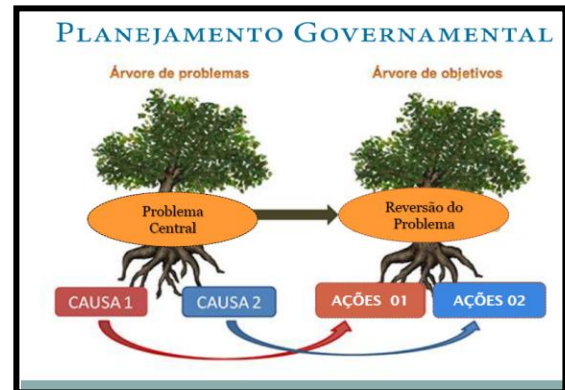 PLANEJAMENTO GOVERNAMENTAL
Árvore de problemas
Árvore de objetivos
Problema
Central
Reversão do
Problema
CAUSA 1
CAUSA 2
AÇÕES 01
AÇÕES 02